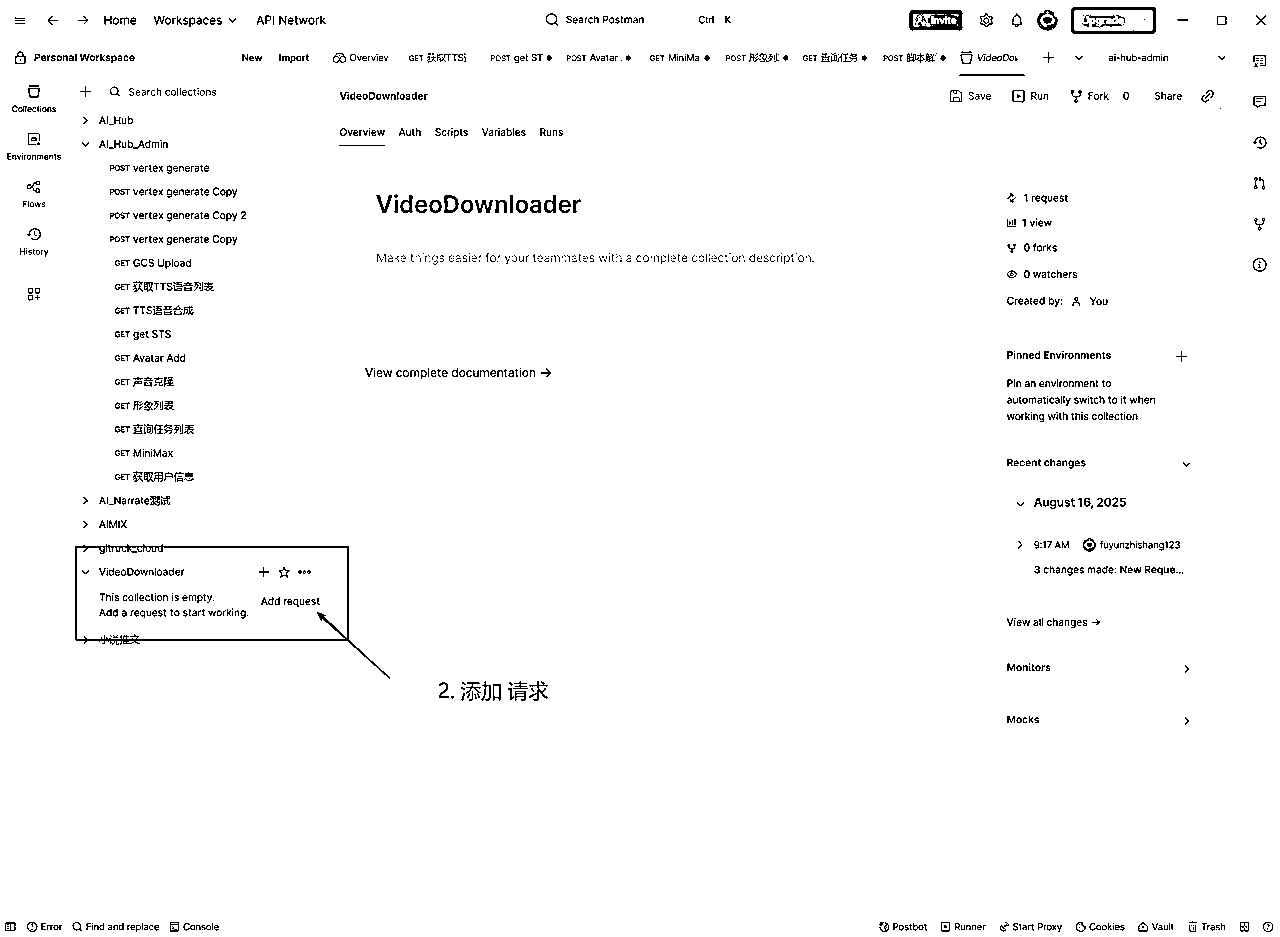 Home Workspaces API Network Search Postman Ctrl K Invite Upgrade
Personal Workspace New Import Overview GET 获取TTS POST get ST POST Avatar . GET MiniMa POST 形象列 GET 查询任务 POST 脚本解 VideoDov ai-hub-admin
Collections
Environments
Flows
History
Search collections
AI_Hub
AI_Hub_Admin
POST vertex generate
POST vertex generate Copy
POST vertex generate Copy 2
POST vertex generate Copy
GET GCS Upload
GET 获取TTS语音列表
GET TTS语音合成
GET get STS
GET Avatar Add
GET 声音克隆
GET 形象列表
GET 查询任务列表
GET MiniMax
GET 获取用户信息
AI_Narrate测试
AIMIX
gitruck_cloud
VideoDownloader
This collection is empty.
Add a request to start working.
Add request
小说推文
2. 添加 请求
VideoDownloader Save Run Fork 0 Share
Overview Auth Scripts Variables Runs
VideoDownloader
Make things easier for your teammates with a complete collection description.
View complete documentation →
1 request
1 view
0 forks
0 watchers
Created by: You
Pinned Environments
Pin an environment to
automatically switch to it when
working with this collection
Recent changes
August 16, 2025
9:17 AM fuyunzhishang123
3 changes made: New Reque...
View all changes →
Monitors
Mocks
Error Find and replace Console Postbot Runner Start Proxy Cookies Vault Trash